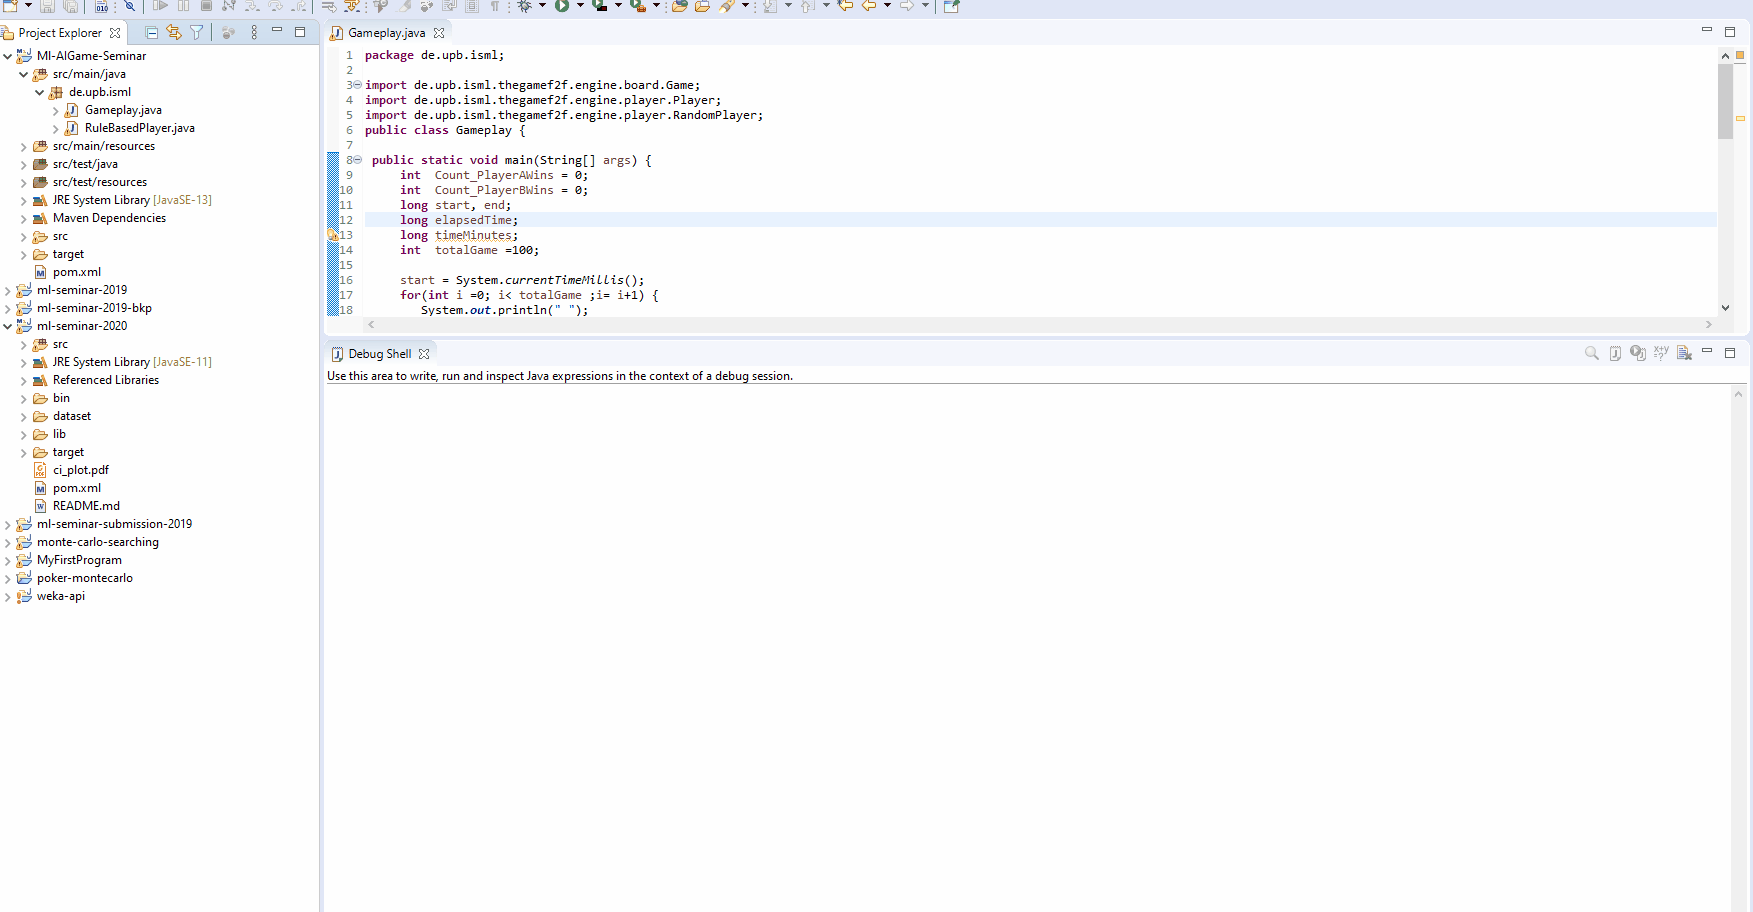 Project Explorer
Ml-AIGame-Seminar
src/main/java
de.upb.isml
Gameplay.java
RuleBasedPlayer.java
src/main/resources
src/test/java
src/test/resources
JRE System Library [JavaSE-13]
Maven Dependencies
src
target
pom.xml
ml-seminar-2019
ml-seminar-2019-bkp
ml-seminar-2020
src
JRE System Library [JavaSE-11]
Referenced Libraries
bin
dataset
lib
target
ci_plot.pdf
pom.xml
README.md
ml-seminar-submission-2019
monte-carlo-searching
MyFirstProgram
poker-montecarlo
weka-api
Gameplay.java
1 package de.upb.isml;
2
3 import de.upb.isml.thegamef2f.engine.board.Game;
4 import de.upb.isml.thegamef2f.engine.player.Player;
5 import de.upb.isml.thegamef2f.engine.player.RandomPlayer;
6 public class Gameplay {
7
8 public static void main(String[] args) {
9 int Count_PlayerAWins = 0;
10 int Count_PlayerBWins = 0;
11 long start, end;
12 long elapsedTime;
13 long timeMinutes;
14 int totalGame =100;
15
16 start = System.currentTimeMillis();
17 for(int i =0; i< totalGame ;i= i+1) {
18 System.out.println(" ");
Debug Shell
Use this area to write, run and inspect Java expressions in the context of a debug session.